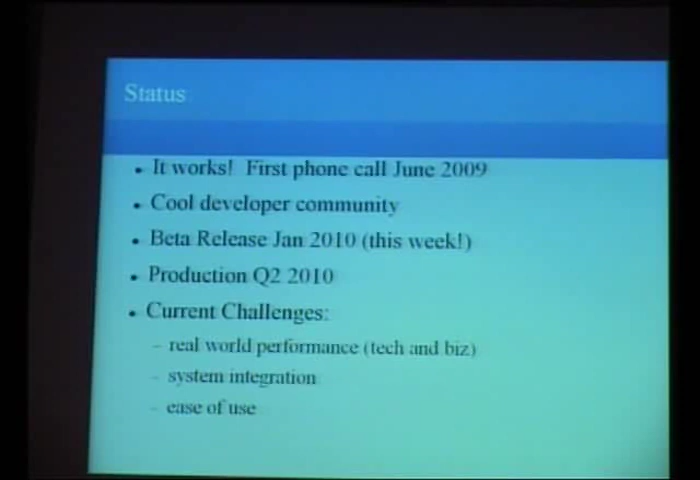 Status
• It works! First phone call June 2009
• Cool developer community
• Beta Release Jan 2010 (this week!)
• Production Q2 2010
• Current Challenges:
– real world performance (tech and biz)
– system integration
– ease of use